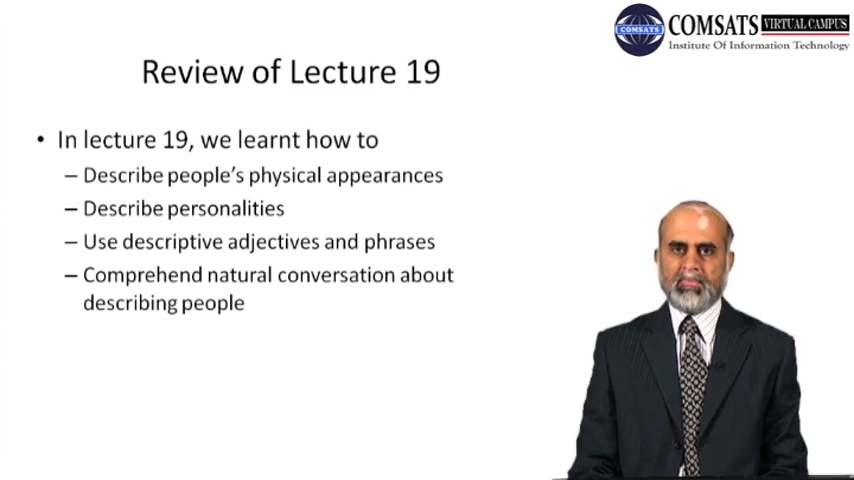 COMSATS VIRTUAL CAMPUS
COMSATS
Institute Of Information Technology
Review of Lecture 19
• In lecture 19, we learnt how to
– Describe people's physical appearances
– Describe personalities
– Use descriptive adjectives and phrases
– Comprehend natural conversation about
describing people